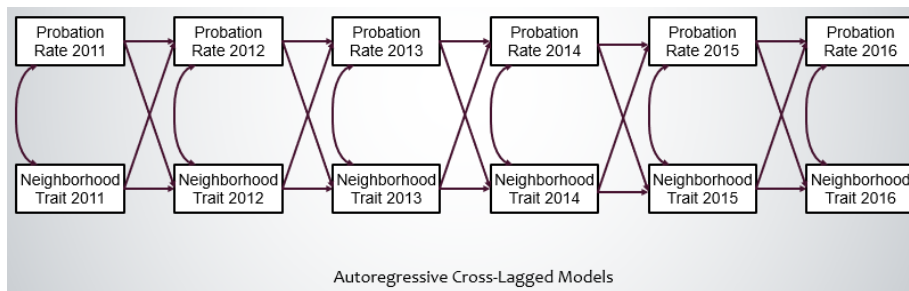 Probation
Rate 2011
Probation
Rate 2012
Probation
Rate 2013
Probation
Rate 2014
Probation
Rate 2015
Probation
Rate 2016
Neighborhood
Trait 2011
Neighborhood
Trait 2012
Neighborhood
Trait 2013
Neighborhood
Trait 2014
Neighborhood
Trait 2015
Neighborhood
Trait 2016
Autoregressive Cross-Lagged Models